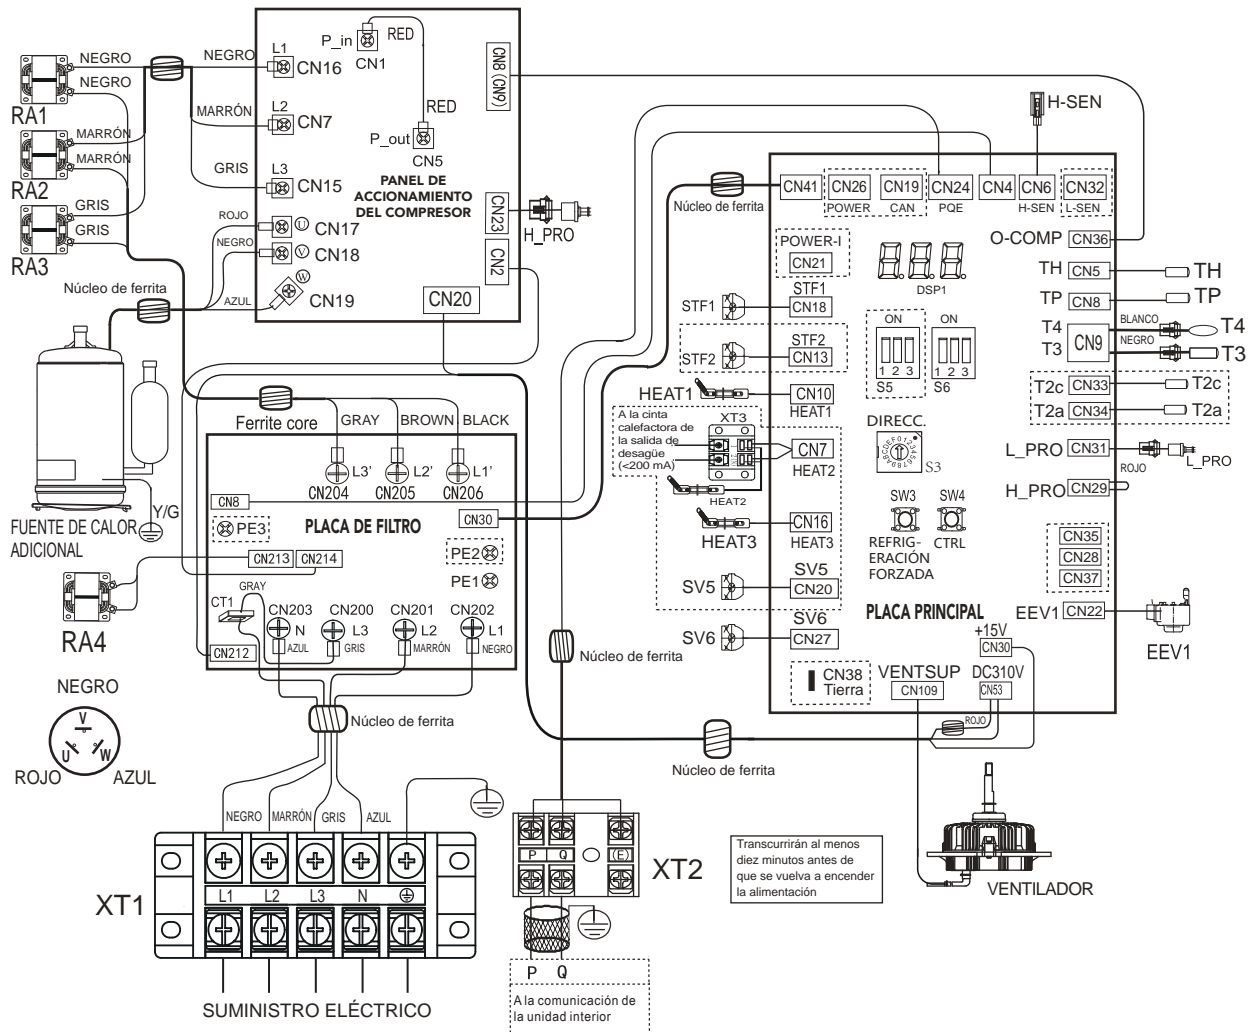 NEGRO
NEGRO
RA1
MARRÓN
MARRÓN
RA2
GRIS
GRIS
RA3
NEGRO
L1
CN16
MARRÓN
L2
CN7
GRIS
L3
CN15
ROJO
U
CN17
NEGRO
V
CN18
AZUL
W
CN19
P_in
CN1
RED
RED
P_out
CN5
PANEL DE
ACCIONAMIENTO
DEL COMPRESOR
CN8 (CN9)
CN23
H_PRO
CN2
CN20
Núcleo de ferrita
FUENTE DE CALOR
ADICIONAL
Y/G
Ferrite core
GRAY
BROWN
BLACK
L3'
L2'
L1'
CN204
CN205
CN206
CN8
CN30
PE3
PLACA DE FILTRO
PE2
PE1
CN213
CN214
GRAY
CT1
CN203
CN200
CN201
CN202
N
L3
L2
L1
AZUL
GRIS
MARRÓN
NEGRO
CN212
RA4
NEGRO
V
U
W
ROJO
AZUL
Núcleo de ferrita
NEGRO
MARRÓN
GRIS
AZUL
XT1
L1
L2
L3
N
SUMINISTRO ELÉCTRICO
Núcleo de ferrita
XT2
P
Q
(E)
P
Q
A la comunicación de
la unidad interior
Núcleo de ferrita
Núcleo de ferrita
H-SEN
CN41
CN26
POWER
CN19
CAN
CN24
PQE
CN4
CN6
H-SEN
CN32
L-SEN
O-COMP
CN36
POWER-I
CN21
DSP1
TH
CN5
TH
TP
CN8
TP
STF1
STF1
CN18
STF2
STF2
CN13
ON
1 2 3
S5
ON
1 2 3
S6
T4
T3
CN9
BLANCO
NEGRO
T4
T3
T2c
CN33
T2c
T2a
CN34
T2a
HEAT1
CN10
HEAT1
A la cinta
calefactora de
la salida de
desagüe
(<200 mA)
XT3
CN7
HEAT2
HEAT2
DIRECC.
S3
L_PRO
CN31
ROJO
L_PRO
H_PRO
CN29
HEAT3
CN16
HEAT3
SW3
SW4
REFRIG-
ERACIÓN
FORZADA
CTRL
CN35
CN28
CN37
SV5
SV5
CN20
SV6
SV6
CN27
PLACA PRINCIPAL
EEV1
CN22
EEV1
+15V
CN30
CN38
Tierra
VENTSUP
CN109
DC310V
CN53
ROJO
Transcurrirán al menos
diez minutos antes de
que se vuelva a encender
la alimentación
VENTILADOR